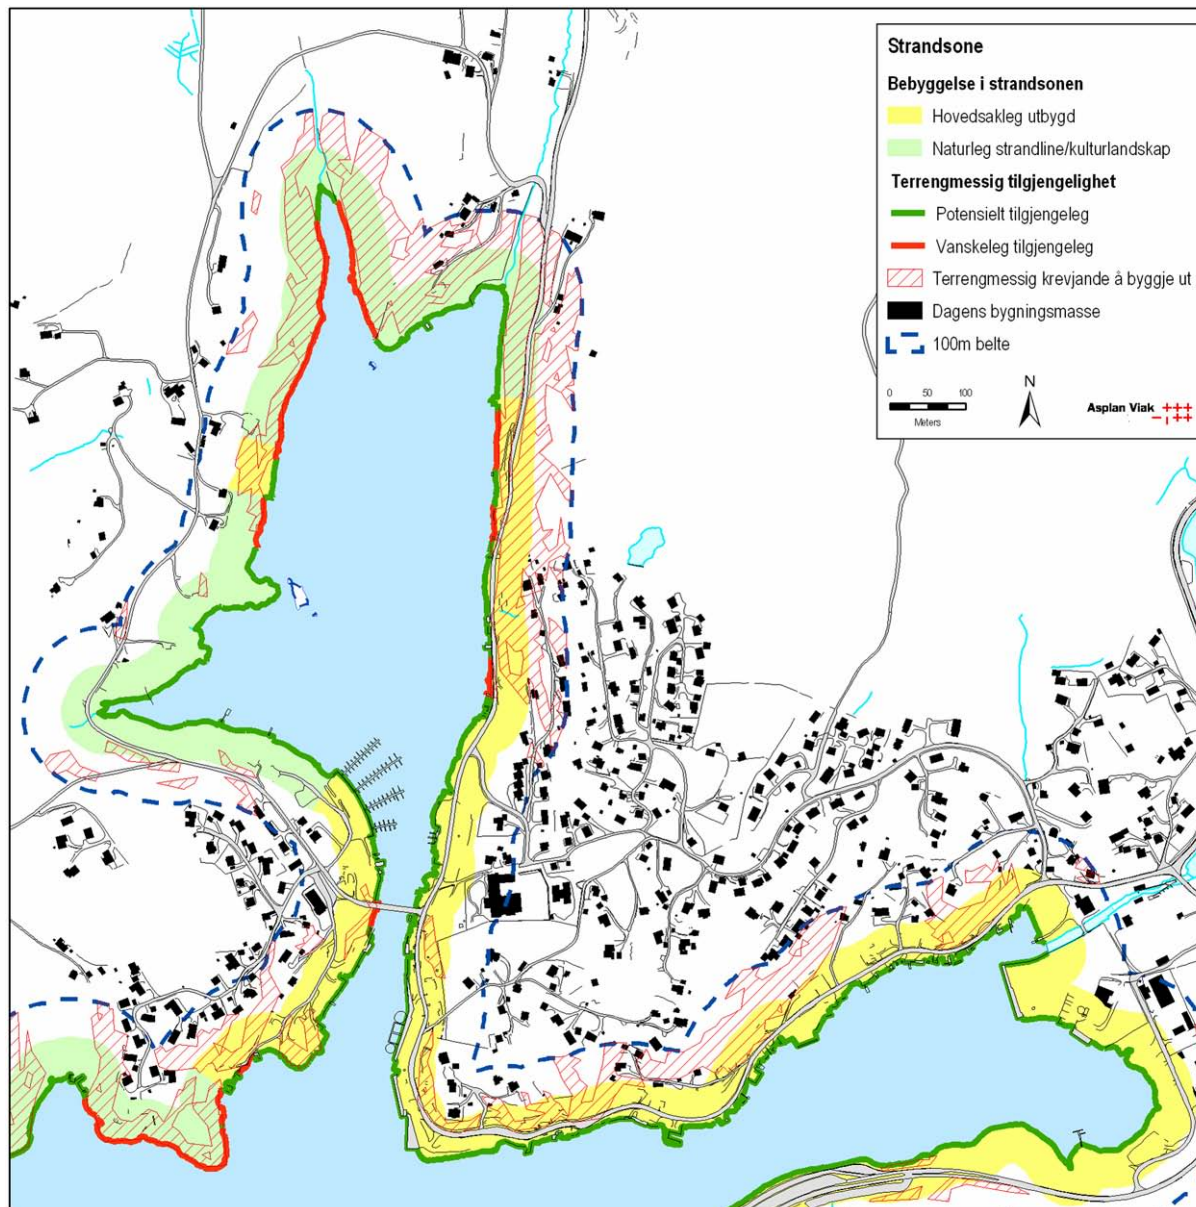 Strandsone
Bebyggelse i strandsonen
Hovedsakleg utbygd
Naturleg strandline/kulturlandskap
Terrengmessig tilgjengelighet
Potensielt tilgjengeleg
Vanskeleg tilgjengeleg
Terrengmessig krevjande å byggje ut
Dagens bygningsmasse
100m belte
0 50 100
Meters
N
Asplan Viak